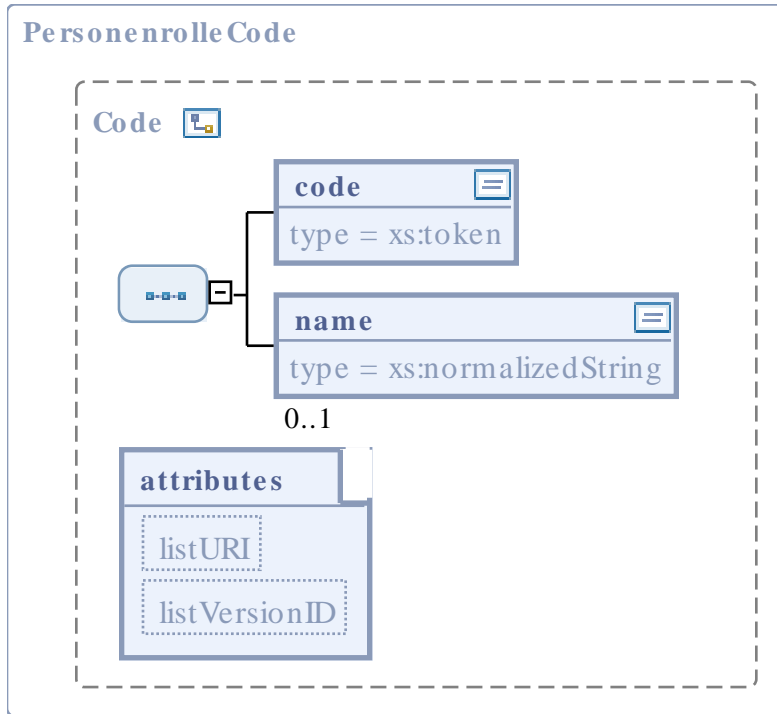 PersonenrolleCode
Code
code
type = xs:token
name
type = xs:normalizedString
0..1
attributes
listURI
listVersionID